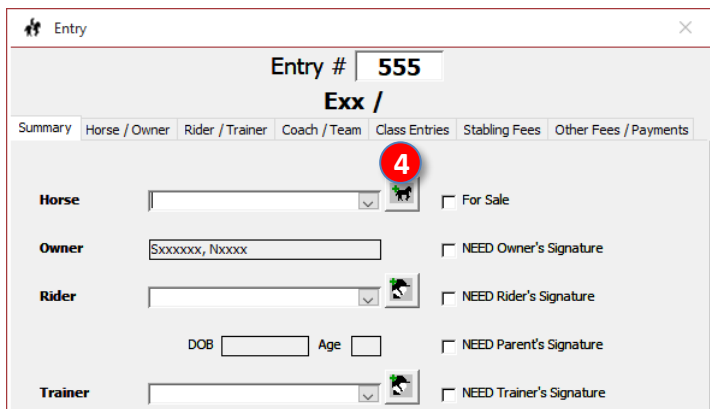 Entry
Entry # 555
Exx /
Summary Horse / Owner Rider / Trainer Coach / Team Class Entries Stabling Fees Other Fees / Payments
4
Horse For Sale
Owner Sxxxxxx, Nxxxx NEED Owner's Signature
Rider NEED Rider's Signature
DOB Age NEED Parent's Signature
Trainer NEED Trainer's Signature